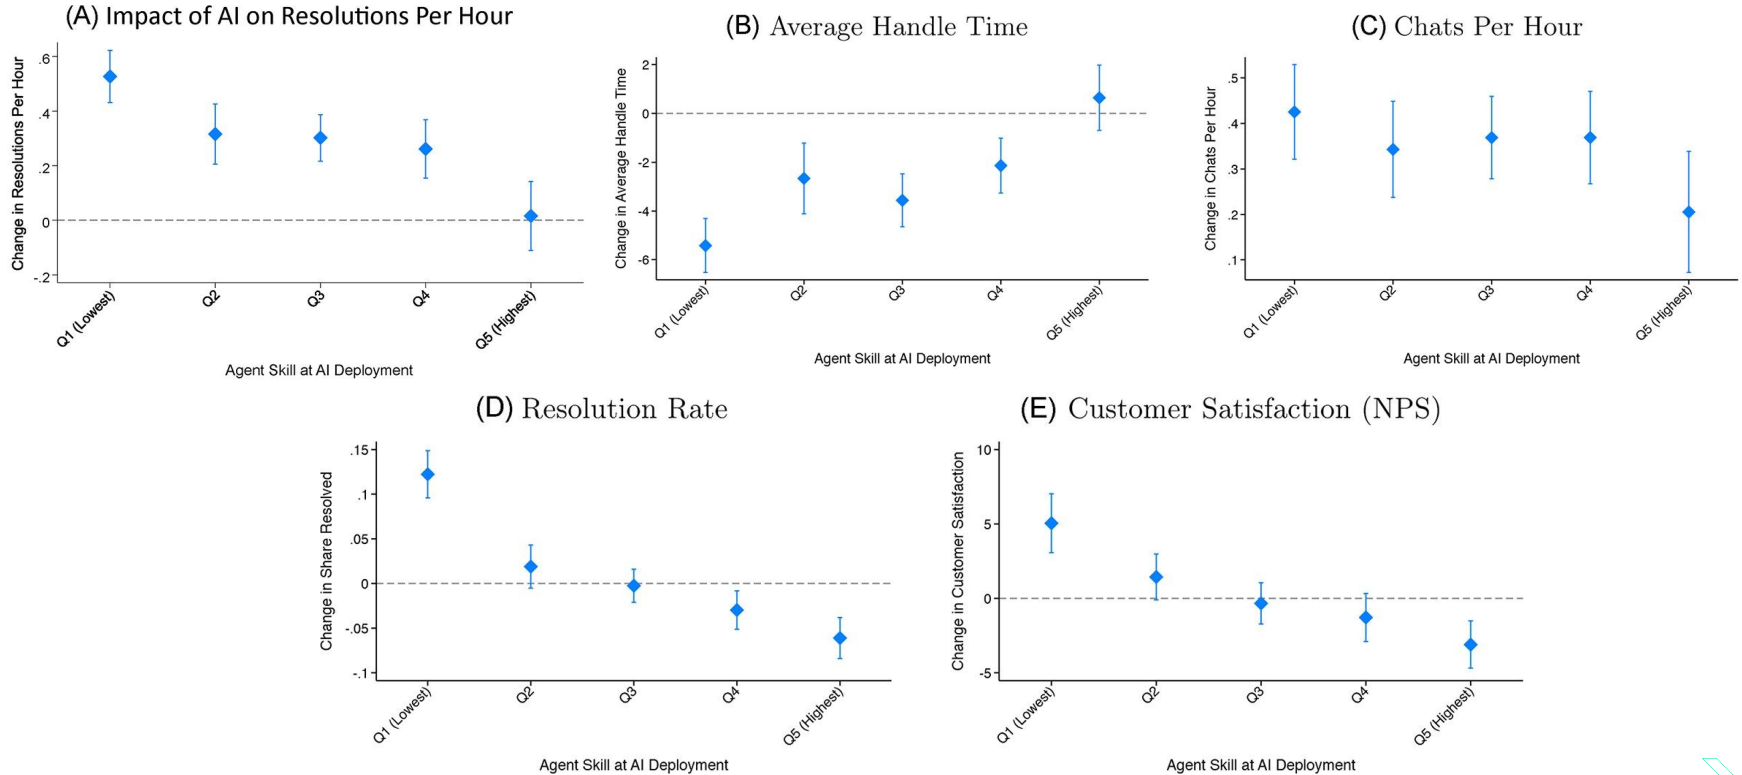 (A) Impact of AI on Resolutions Per Hour
Change in Resolutions Per Hour
.6
.4
.2
0
-.2
Q1 (Lowest)
Q2
Q3
Q4
Q5 (Highest)
Agent Skill at AI Deployment
(B) Average Handle Time
Change in Average Handle Time
2
0
-2
-4
-6
Q1 (Lowest)
Q2
Q3
Q4
Q5 (Highest)
Agent Skill at AI Deployment
(C) Chats Per Hour
Change in Chats Per Hour
.5
.4
.3
.2
.1
Q1 (Lowest)
Q2
Q3
Q4
Q5 (Highest)
Agent Skill at AI Deployment
(D) Resolution Rate
Change in Share Resolved
.15
.1
.05
0
-.05
-.1
Q1 (Lowest)
Q2
Q3
Q4
Q5 (Highest)
Agent Skill at AI Deployment
(E) Customer Satisfaction (NPS)
Change in Customer Satisfaction
10
5
0
-5
Q1 (Lowest)
Q2
Q3
Q4
Q5 (Highest)
Agent Skill at AI Deployment